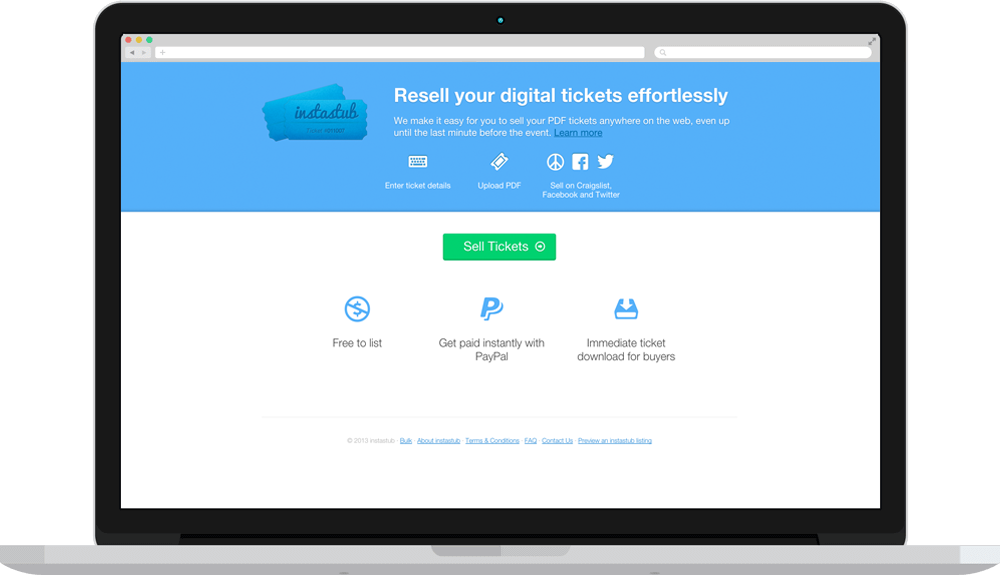 instastub
Resell your digital tickets effortlessly
We make it easy for you to sell your PDF tickets anywhere on the web, even up
until the last minute before the event. Learn more
Enter ticket details
Upload PDF
Sell on Craigslist,
Facebook and Twitter
Sell Tickets
Free to list
Get paid instantly with
PayPal
Immediate ticket
download for buyers
© 2013 instastub · Bulk · About instastub · Terms & Conditions · FAQ · Contact Us · Preview an instastub listing